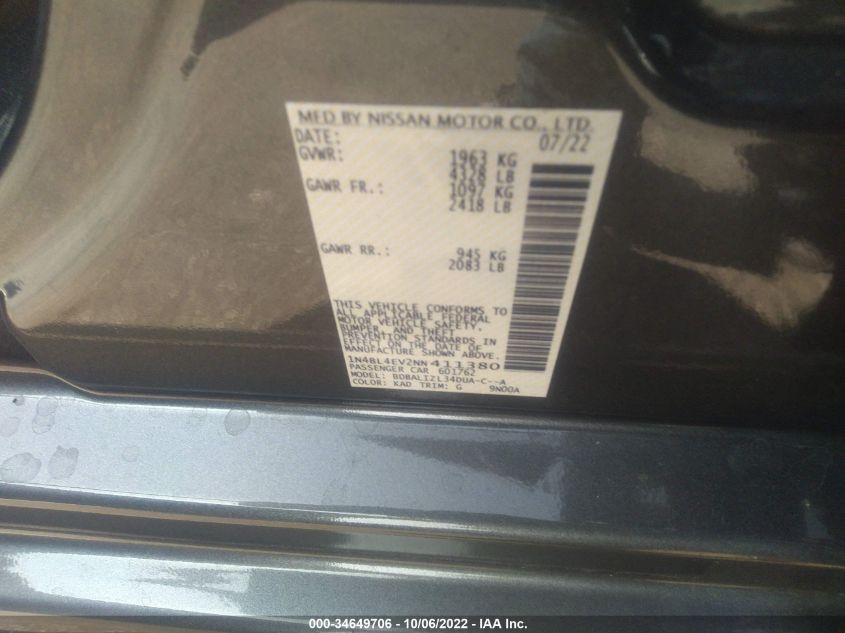 MFD BY NISSAN MOTOR CO., LTD.
DATE: 07/22
GVWR: 1963 KG
4328 LB
GAWR FR.: 1097 KG
2418 LB
GAWR RR.: 945 KG
2083 LB
THIS VEHICLE CONFORMS TO
ALL APPLICABLE FEDERAL
MOTOR VEHICLE SAFETY,
BUMPER, AND THEFT
PREVENTION STANDARDS IN
EFFECT ON THE DATE OF
MANUFACTURE SHOWN ABOVE.
1N4BL4EV2NN411380
PASSENGER CAR 601762
MODEL: BDBALIZL34DUA-C--A
COLOR: KAD TRIM: G 9N00A
000-34649706 - 10/06/2022 - IAA Inc.